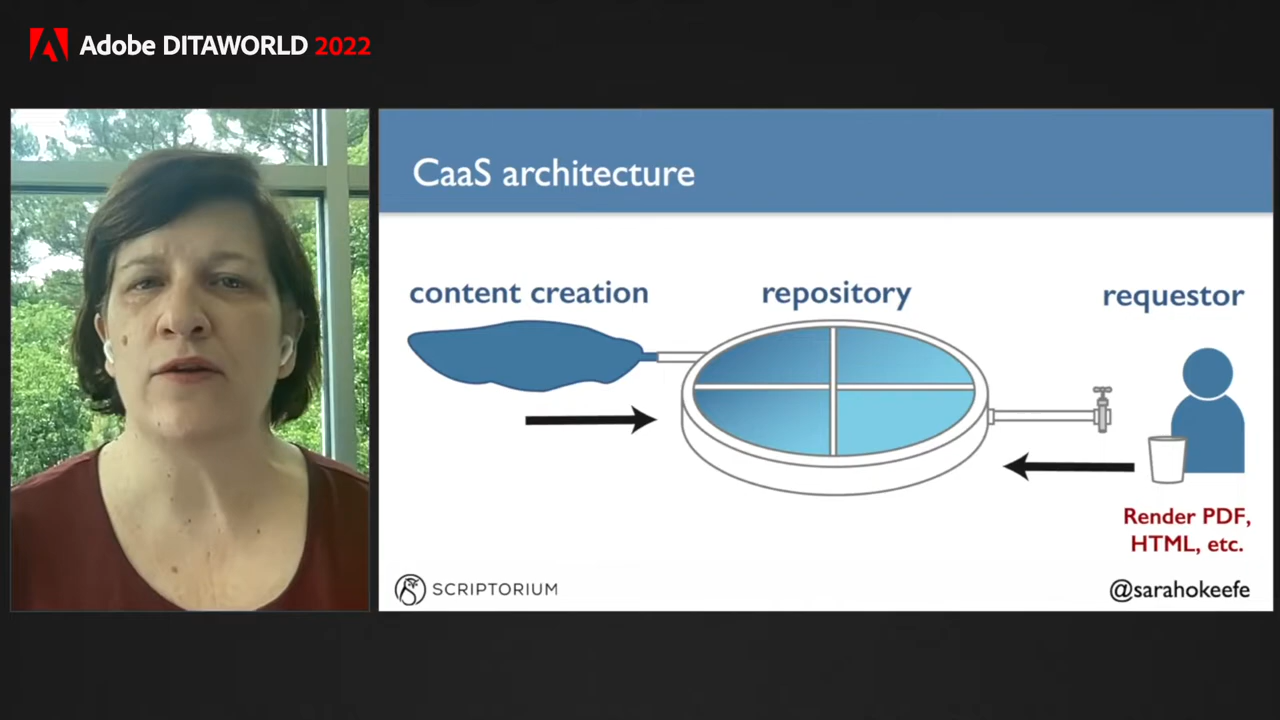 Adobe DITAWORLD 2022
CaaS architecture
content creation
repository
requestor
Render PDF,
HTML, etc.
SCRIPTORIUM
@sarahokeefe